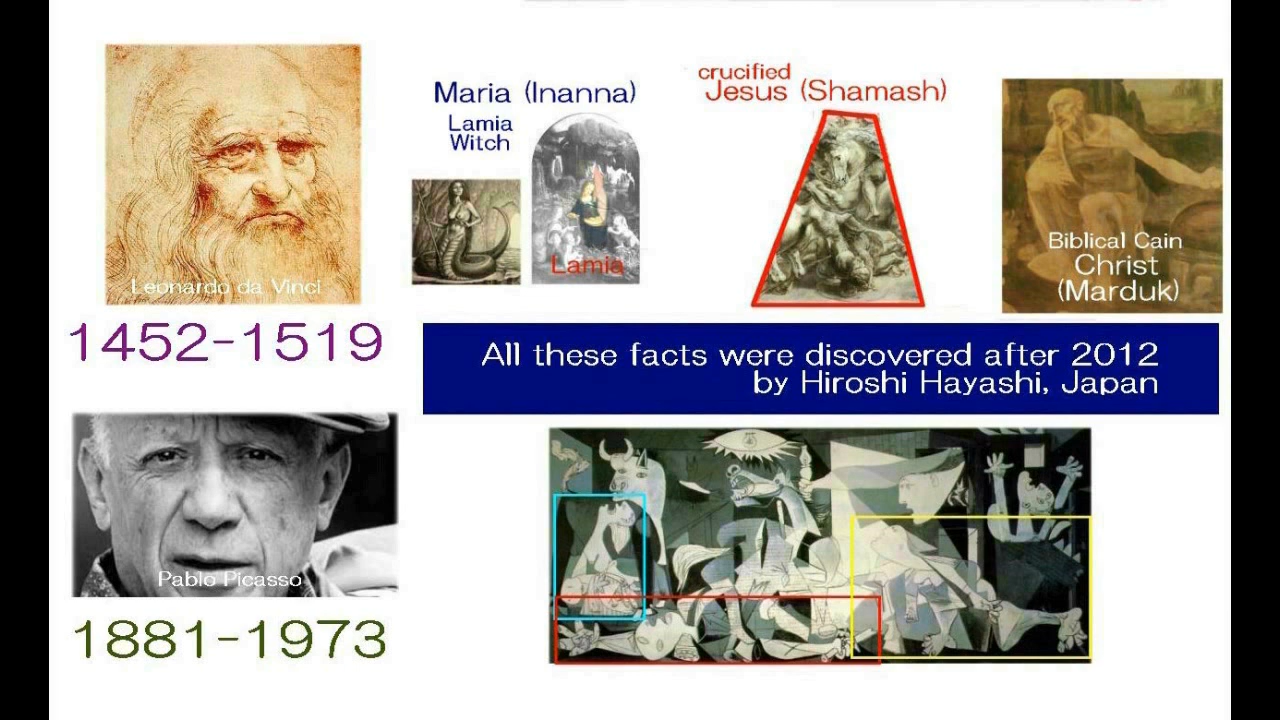 Leonardo da Vinci
1452-1519
Maria (Inanna)
Lamia
Witch
Lamia
crucified
Jesus (Shamash)
Biblical Cain
Christ
(Marduk)
All these facts were discovered after 2012
by Hiroshi Hayashi, Japan
Pablo Picasso
1881-1973